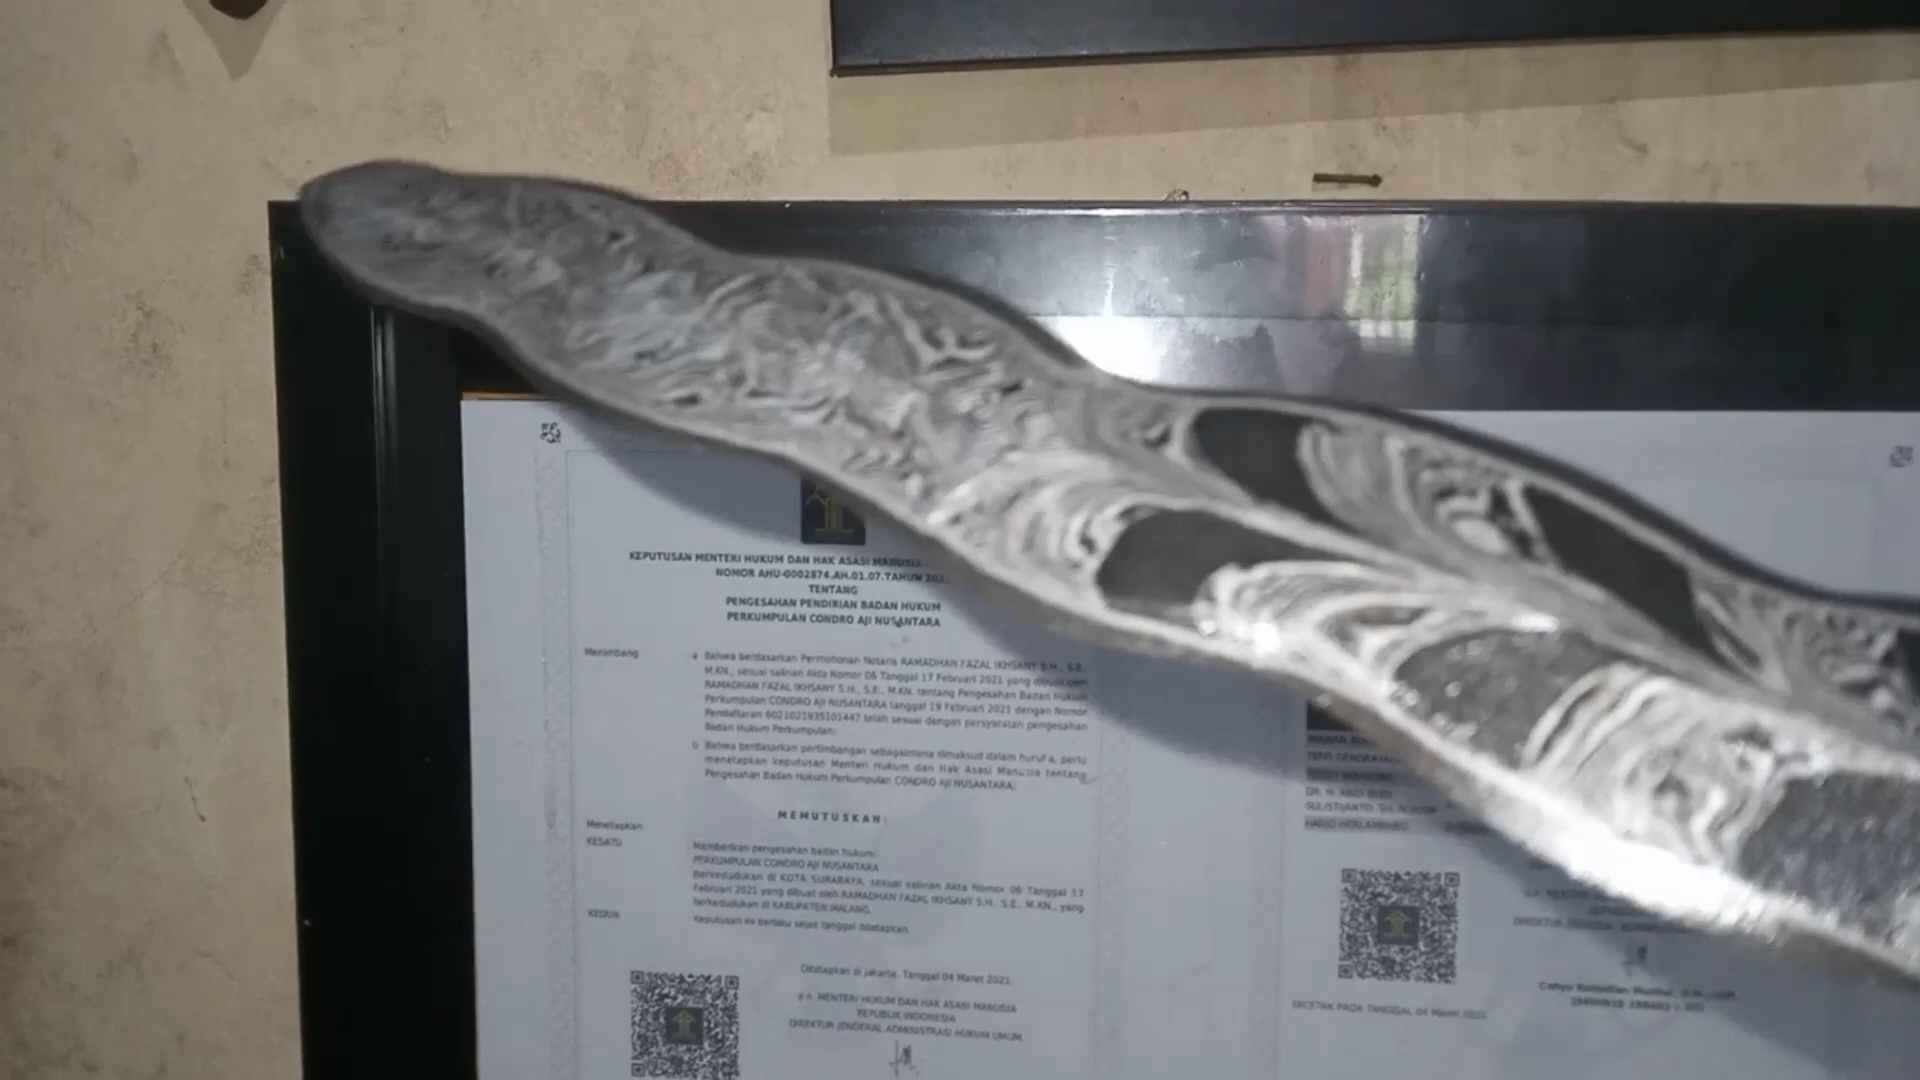 KEPUTUSAN MENTERI HUKUM DAN HAK ASASI MANUSIA
NOMOR AHU-0002874.AH.01.07.TAHUN
TENTANG
PENGESAHAN PENDIRIAN BADAN HUKUM
PERKUMPULAN CONDRO AJI NUSANTARA
Menimbang
a Bahwa berdasarkan Permohonan Notaris RAMADHAN FAZAL IKHSANY S.H., S.E.,
M.KN., sesuai salinan Akta Nomor 06 Tanggal 17 Februari 2021 yang dibuat oleh
RAMADHAN FAZAL IKHSANY S.H., S.E., M.KN. tentang Pengesahan Badan Hukum
Perkumpulan CONDRO AJI NUSANTARA tanggal 19 Februari 2021 dengan Nomor
Pendaftaran 6021021935101447 telah sesuai dengan persyaratan pengesahan
Badan Hukum Perkumpulan;
b Bahwa berdasarkan pertimbangan sebagaimana dimaksud dalam huruf a, perlu
menetapkan keputusan Menteri Hukum dan Hak Asasi Manusia tentang
Pengesahan Badan Hukum Perkumpulan CONDRO AJI NUSANTARA;
MEMUTUSKAN:
Menetapkan
KESATU
Memberikan pengesahan badan hukum:
PERKUMPULAN CONDRO AJI NUSANTARA
Berkedudukan di KOTA SURABAYA, sesuai salinan Akta Nomor 06 Tanggal 17
Februari 2021 yang dibuat oleh RAMADHAN FAZAL IKHSANY S.H., S.E., M.KN., yang
berkedudukan di KABUPATEN MALANG.
KEDUA
Keputusan ini berlaku sejak tanggal ditetapkan.
Ditetapkan di Jakarta, Tanggal 04 Maret 2021.
a.n. MENTERI HUKUM DAN HAK ASASI MANUSIA
REPUBLIK INDONESIA
DIREKTUR JENDERAL ADMINISTRASI HUKUM UMUM,
DR. H. ANDI BUDI
SULISTIJANTO SH.
HARJO HERLAMBANG
DICETAK PADA TANGGAL 04 Maret 2021